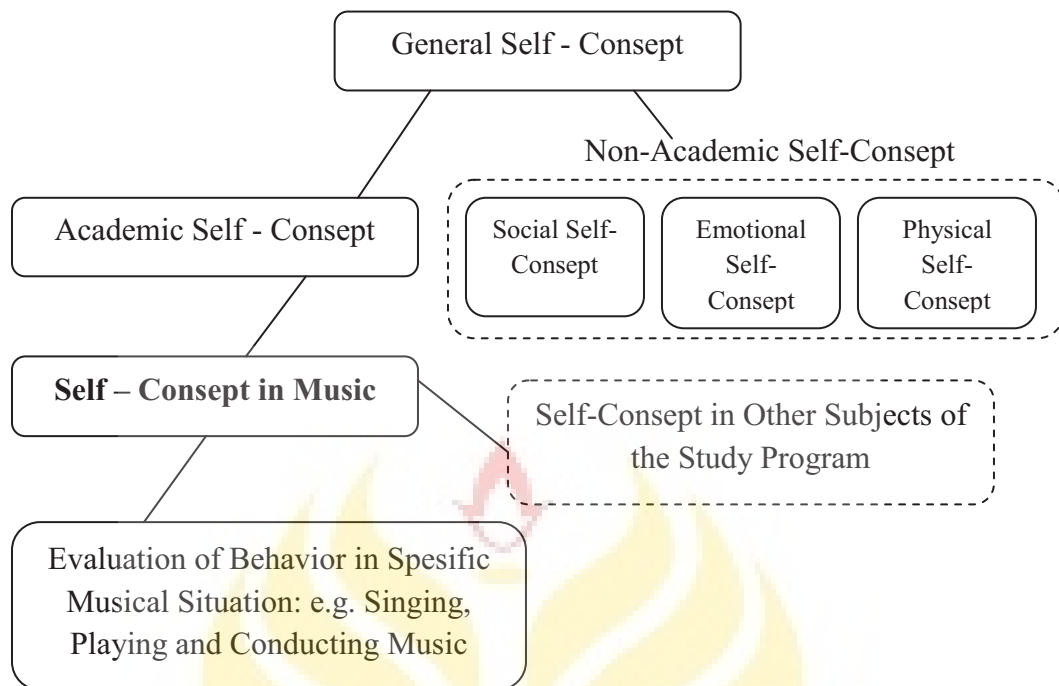 General Self - Consept
Non-Academic Self-Consept
Academic Self - Consept
Social Self-
Consept
Emotional
Self-
Consept
Physical
Self-
Consept
Self – Consept in Music
Self-Consept in Other Subjects of
the Study Program
Evaluation of Behavior in Spesific
Musical Situation: e.g. Singing,
Playing and Conducting Music